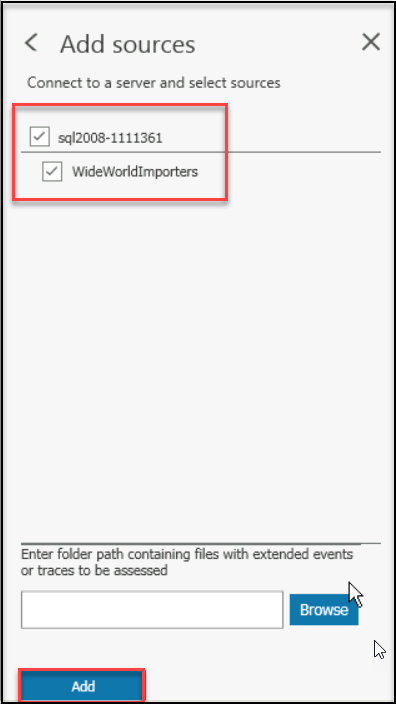 Add sources
Connect to a server and select sources
sql2008-1111361
WideWorldImporters
Enter folder path containing files with extended events
or traces to be assessed
Browse
Add